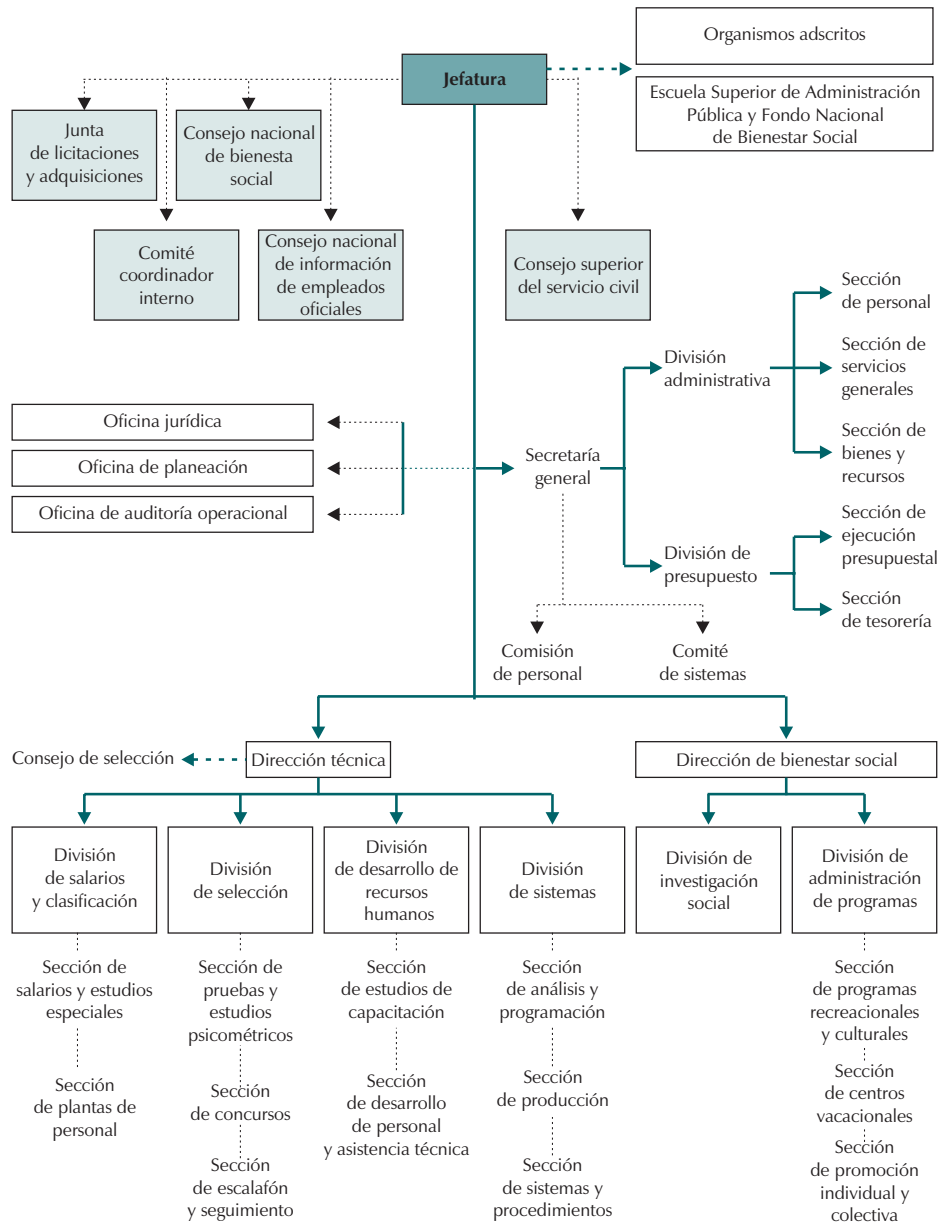 Organismos adscritos
Jefatura
Escuela Superior de Administración
Pública y Fondo Nacional
de Bienestar Social
Junta
de licitaciones
y adquisiciones
Consejo nacional
de bienesta
social
Comité
coordinador
interno
Consejo nacional
de información
de empleados
oficiales
Consejo superior
del servicio civil
Sección
de personal
División
administrativa
Sección de
servicios
generales
Sección de
bienes y
recursos
Oficina jurídica
Oficina de planeación
Oficina de auditoría operacional
Secretaría
general
División de
presupuesto
Sección de
ejecución
presupuestal
Sección
de tesorería
Comisión
de personal
Comité
de sistemas
Consejo de selección
Dirección técnica
Dirección de bienestar social
División
de salarios
y clasificación
División
de selección
División
de desarrollo de
recursos
humanos
División
de sistemas
División de
investigación
social
División de
administración
de programas
Sección de
salarios y estudios
especiales
Sección
de plantas de
personal
Sección de
pruebas y
estudios
psicométricos
Sección
de concursos
Sección
de escalafón
y seguimiento
Sección
de estudios de
capacitación
Sección
de desarrollo
de personal
y asistencia técnica
Sección
de análisis y
programación
Sección
de producción
Sección
de sistemas y
procedimientos
Sección
de programas
recreacionales
y culturales
Sección
de centros
vacacionales
Sección
de promoción
individual y
colectiva